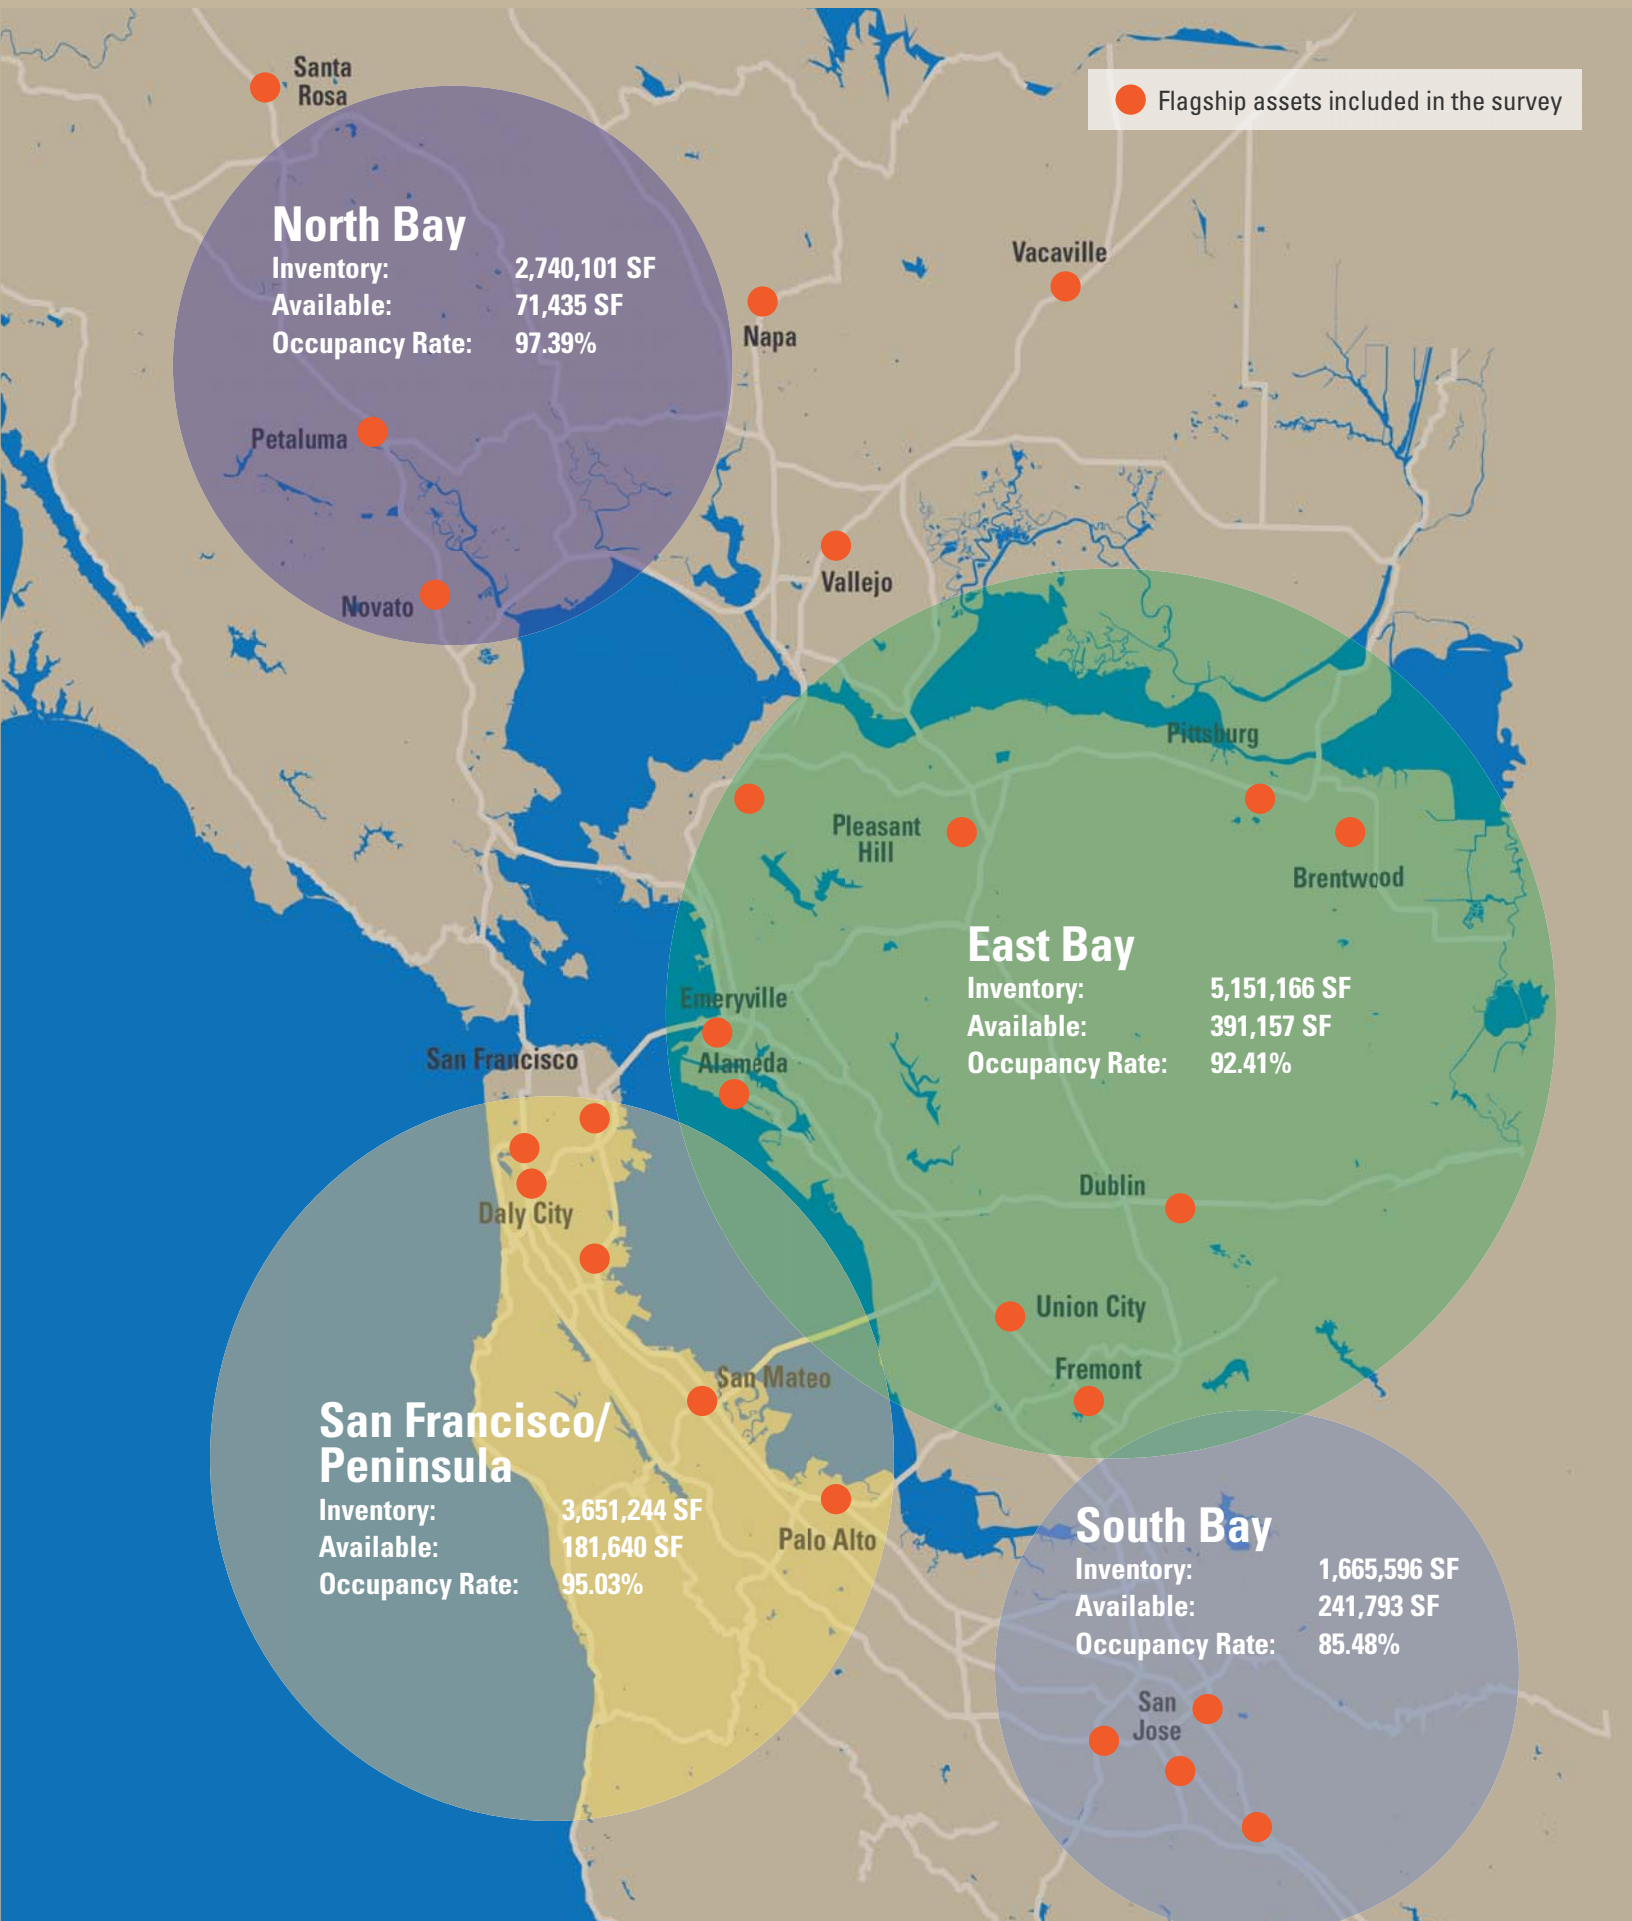 Santa
Rosa
Flagship assets included in the survey
North Bay
Inventory: 2,740,101 SF
Available: 71,435 SF
Occupancy Rate: 97.39%
Vacaville
Napa
Petaluma
Vallejo
Novato
Pittsburg
Pleasant
Hill
Brentwood
East Bay
Inventory: 5,151,166 SF
Available: 391,157 SF
Occupancy Rate: 92.41%
Emeryville
San Francisco
Alameda
Dublin
Daly City
Union City
Fremont
San Mateo
San Francisco/
Peninsula
Inventory: 3,651,244 SF
Available: 181,640 SF
Occupancy Rate: 95.03%
Palo Alto
South Bay
Inventory: 1,665,596 SF
Available: 241,793 SF
Occupancy Rate: 85.48%
San
Jose